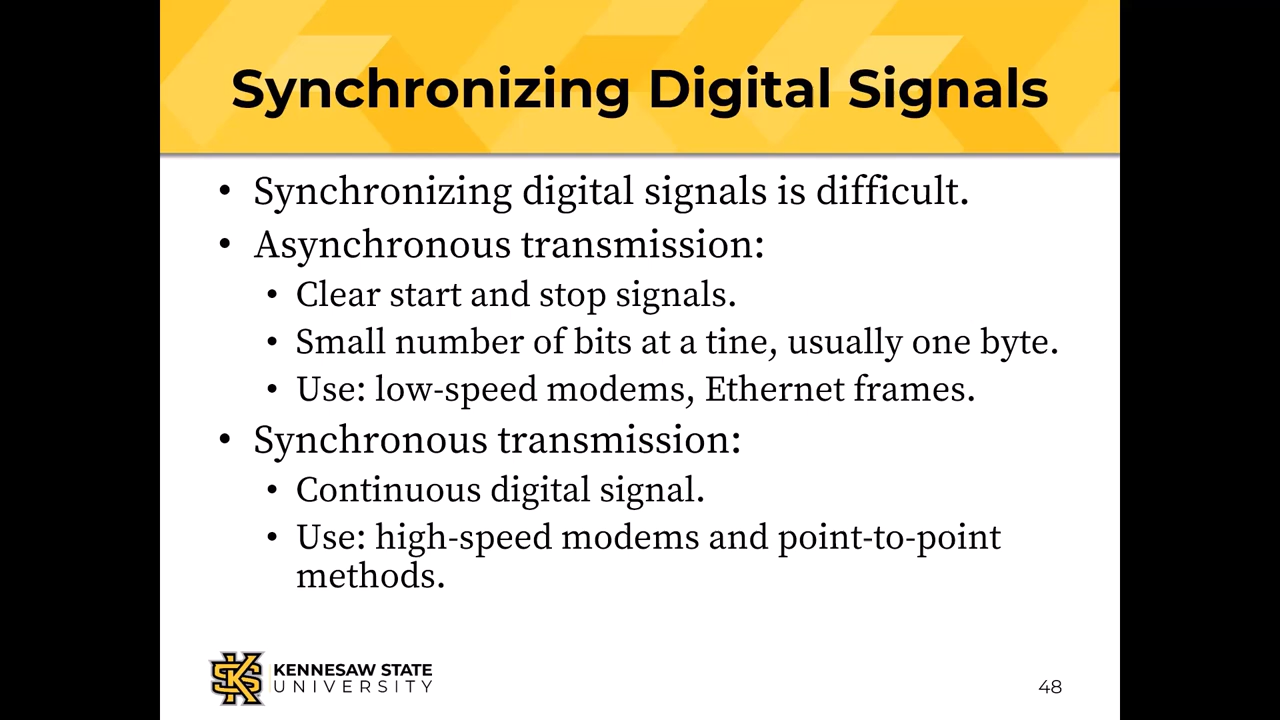 Synchronizing Digital Signals
• Synchronizing digital signals is difficult.
• Asynchronous transmission:
• Clear start and stop signals.
• Small number of bits at a tine, usually one byte.
• Use: low-speed modems, Ethernet frames.
• Synchronous transmission:
• Continuous digital signal.
• Use: high-speed modems and point-to-point
methods.
KS
KENNESAW STATE
UNIVERSITY
48